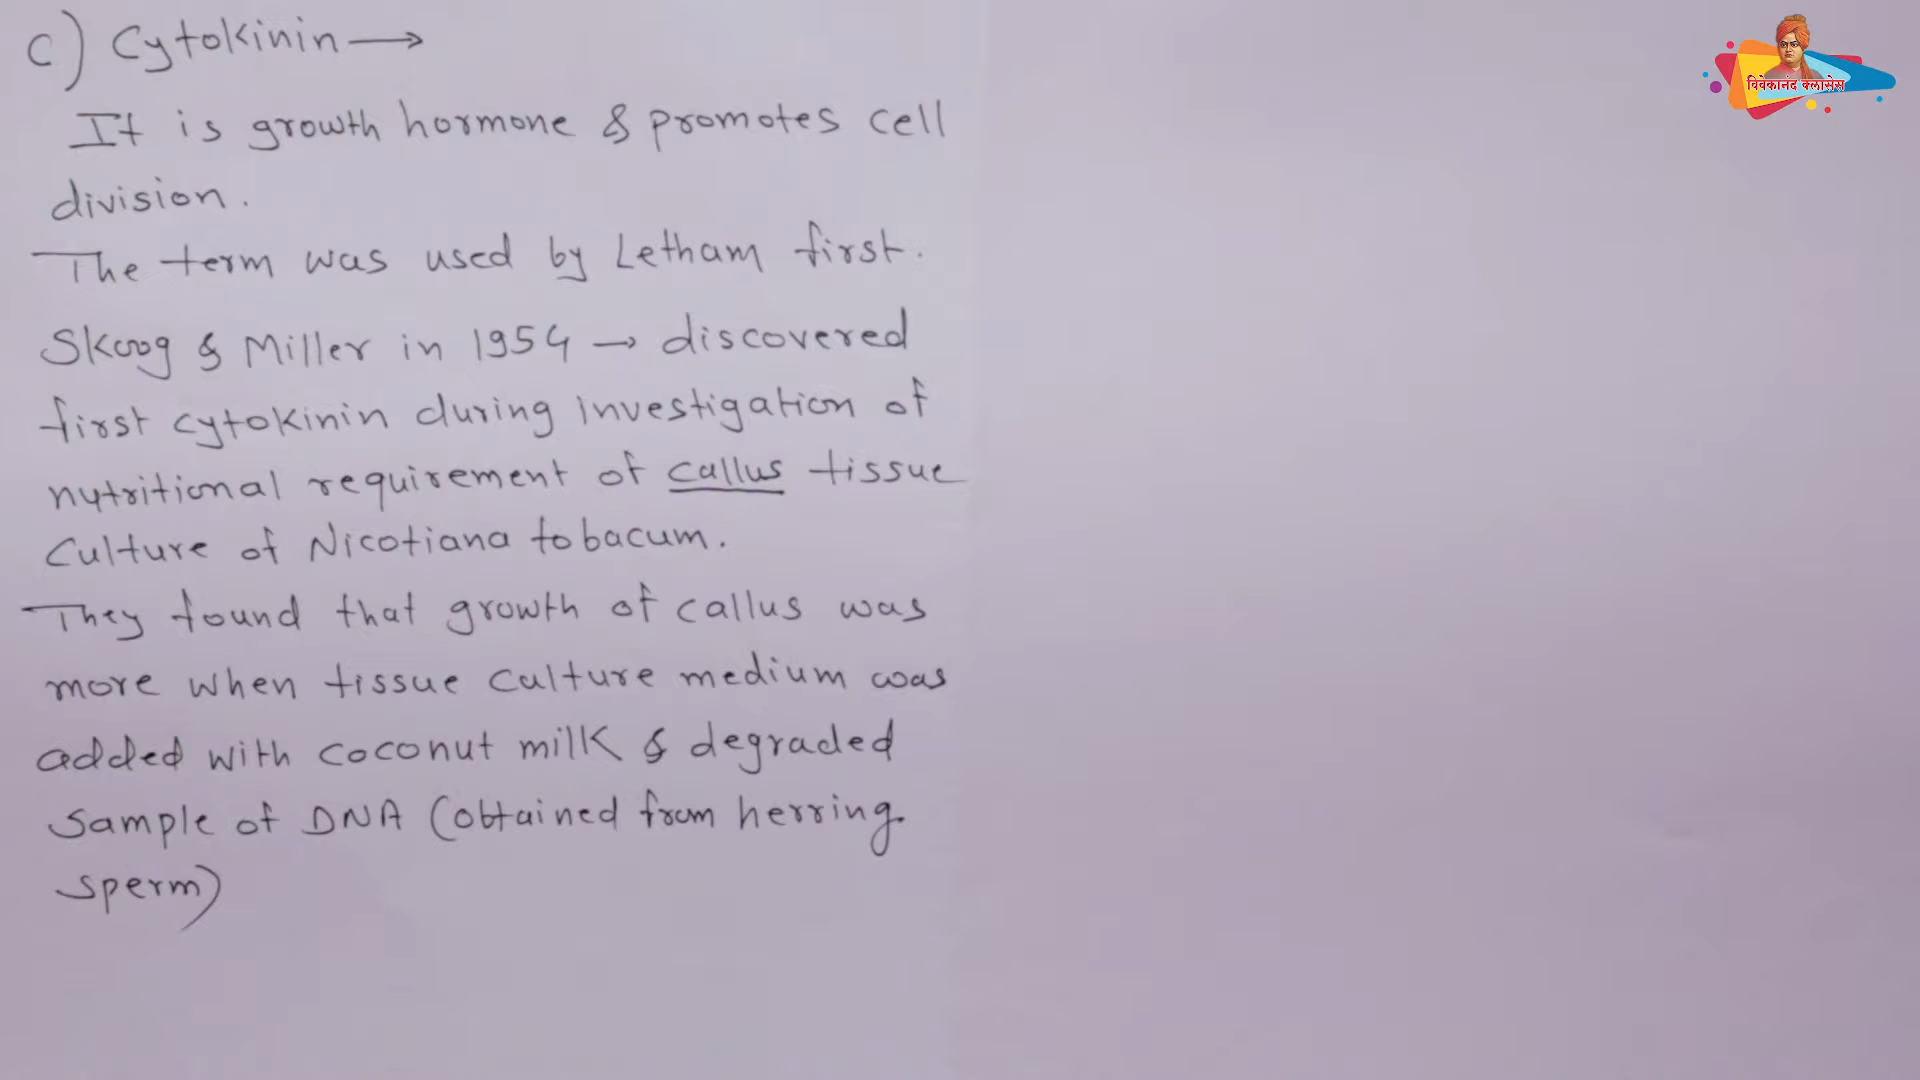 C) Cytokinin →
It is growth hormone & promotes cell
division.
The term was used by Letham first.
Skoog & Miller in 1954 → discovered
first cytokinin during investigation of
nutritional requirement of callus tissue
Culture of Nicotiana tobacum.
They found that growth of callus was
more when tissue culture medium was
added with coconut milk & degraded
Sample of DNA (obtained from herring
sperm)
विवेकानंद क्लासेस